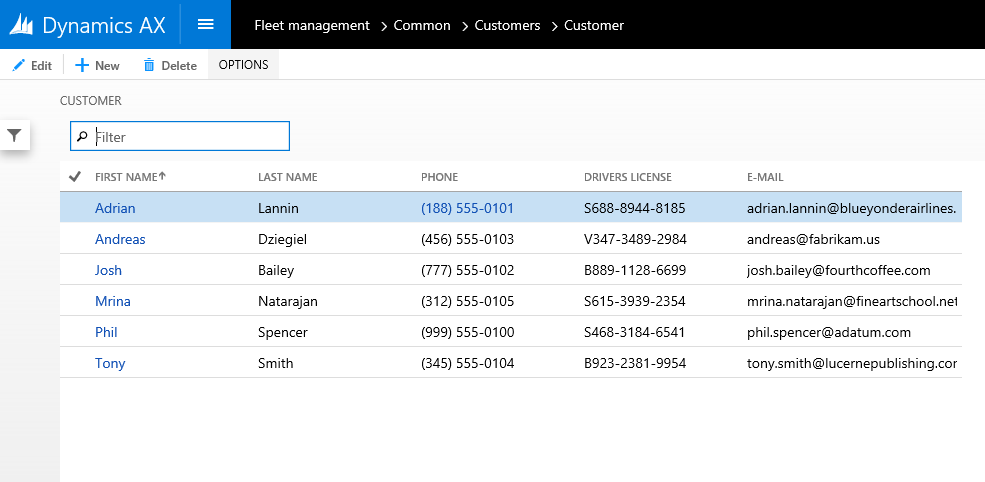 Dynamics AX Fleet management Common Customers Customer
Edit New Delete OPTIONS
CUSTOMER
Filter
FIRST NAME LAST NAME PHONE DRIVERS LICENSE E-MAIL
Adrian Lannin (188) 555-0101 S688-8944-8185 adrian.lannin@blueyonderairlines.
Andreas Dziegiel (456) 555-0103 V347-3489-2984 andreas@fabrikam.us
Josh Bailey (777) 555-0102 B889-1128-6699 josh.bailey@fourthcoffee.com
Mrina Natarajan (312) 555-0105 S615-3939-2354 mrina.natarajan@fineartschool.net
Phil Spencer (999) 555-0100 S468-3184-6541 phil.spencer@adatum.com
Tony Smith (345) 555-0104 B923-2381-9954 tony.smith@lucernepublishing.cor